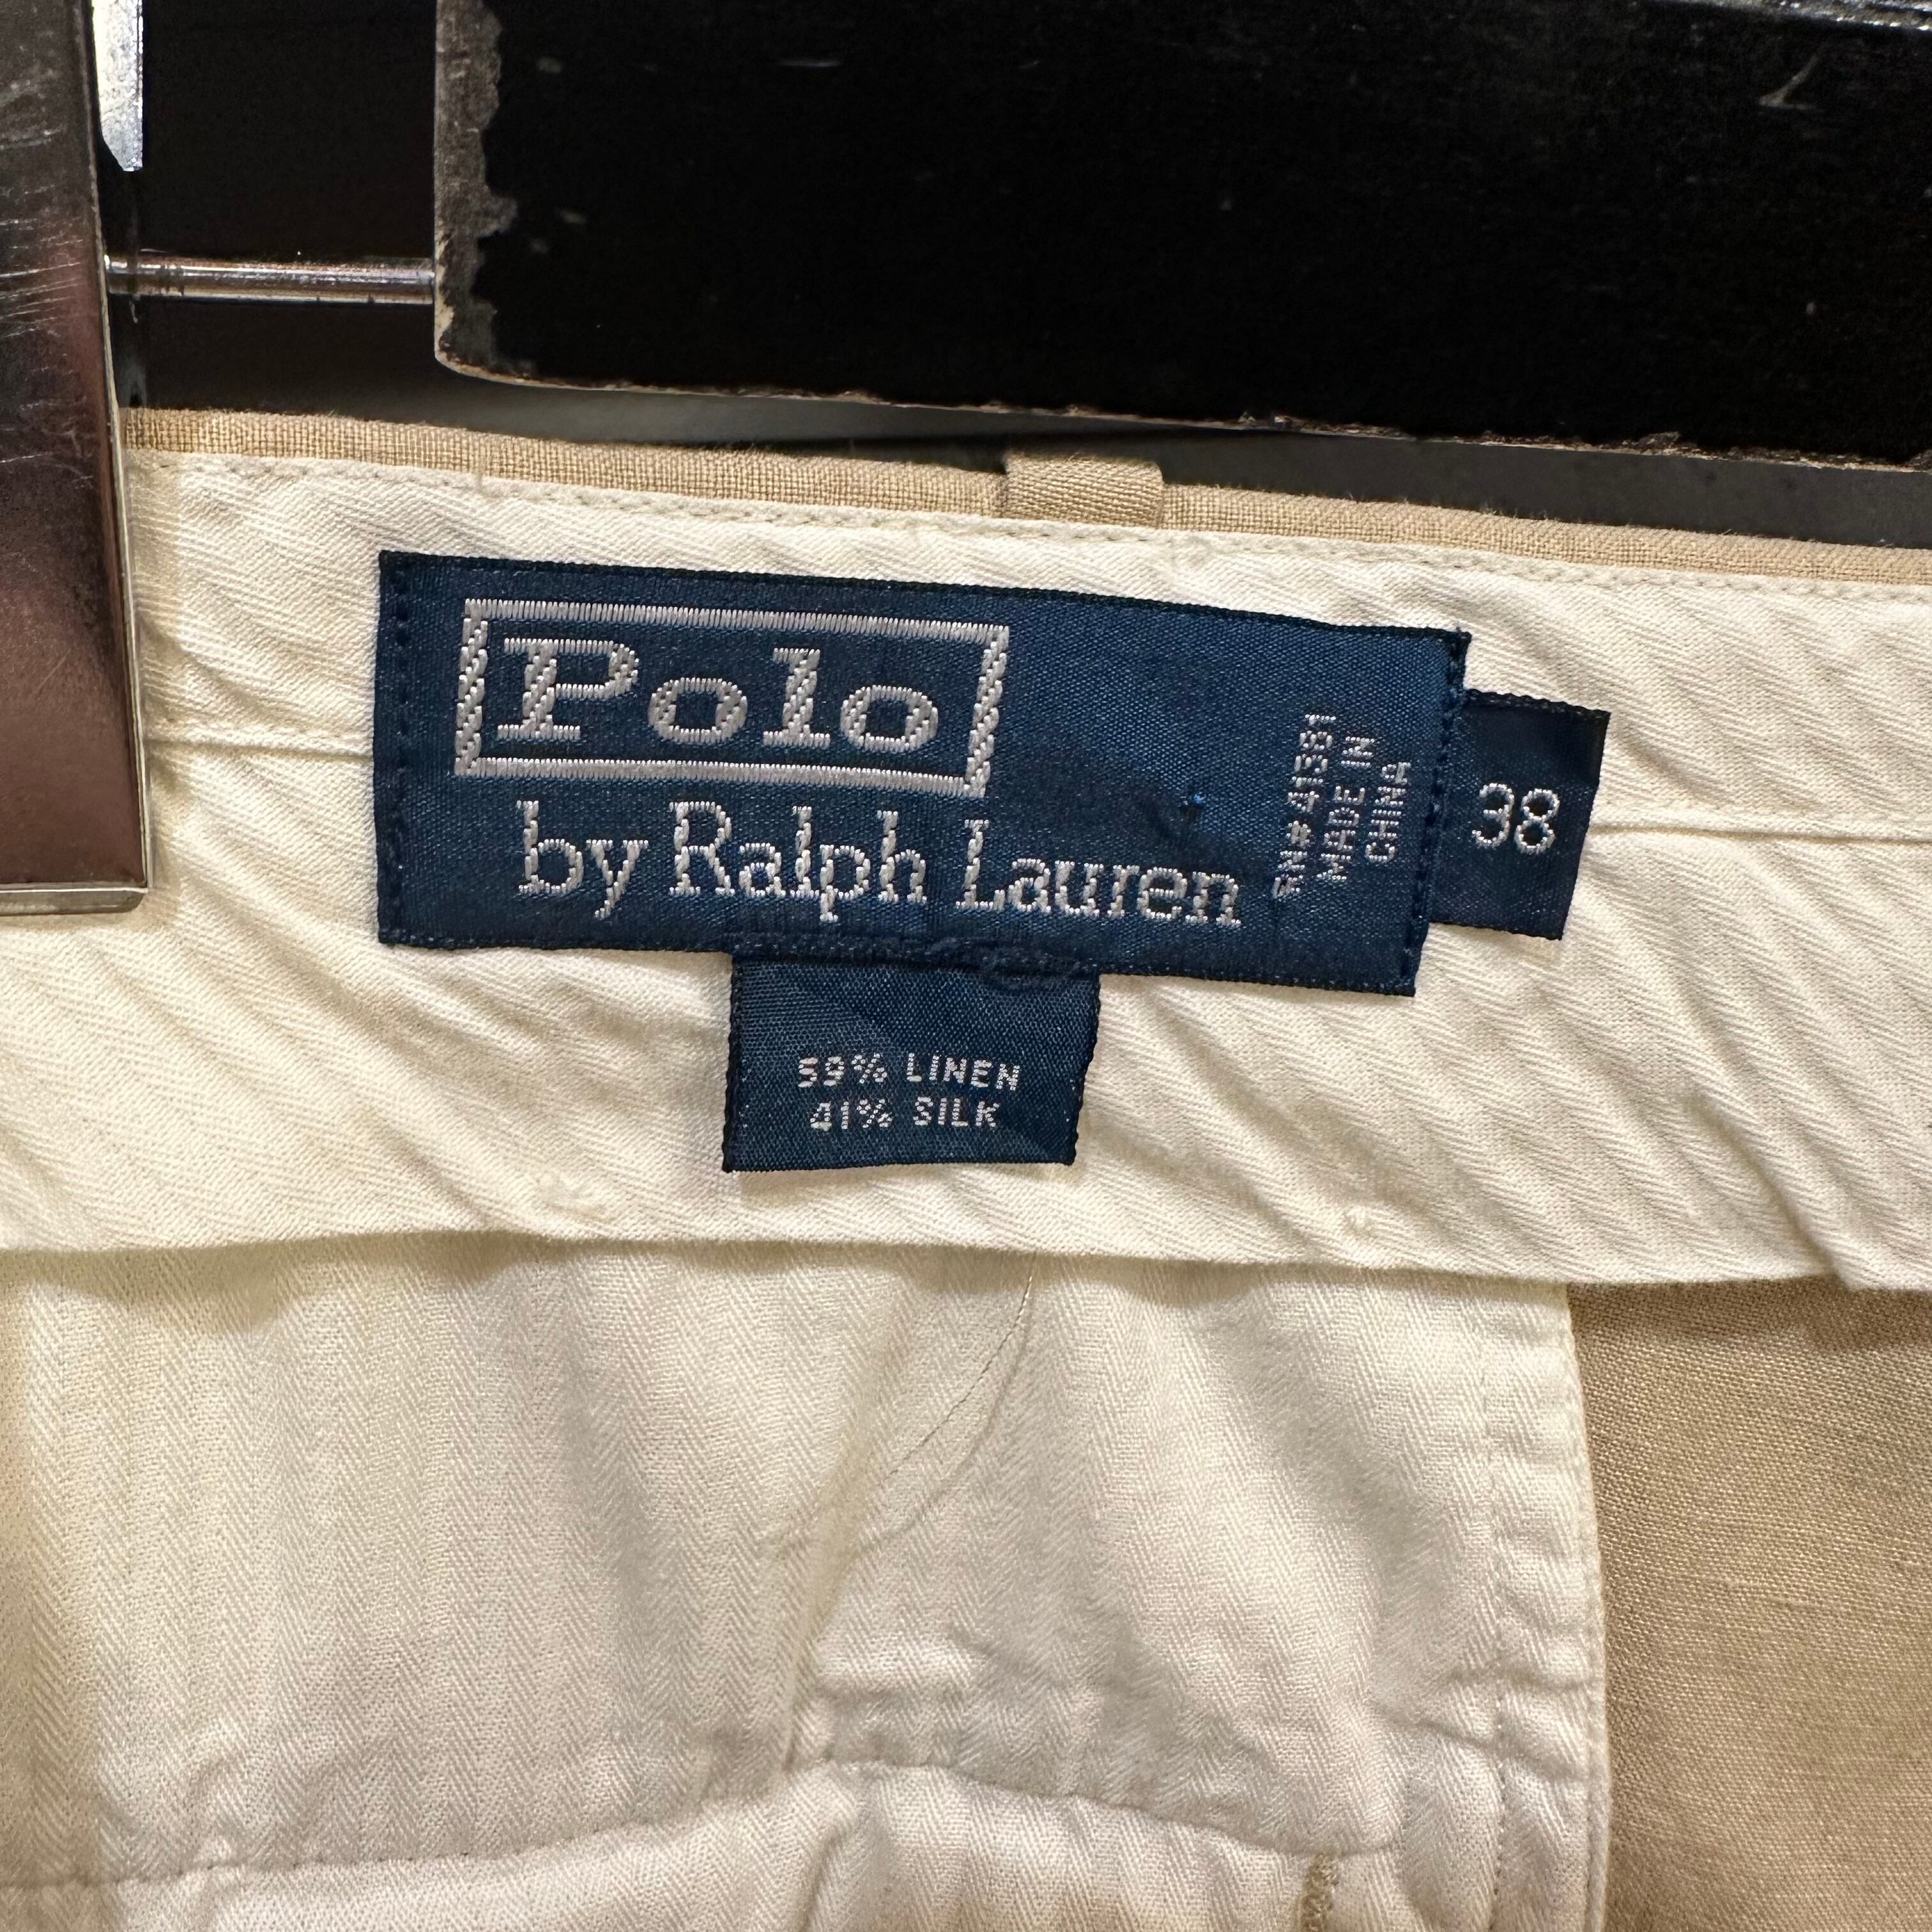 Polo
by Ralph Lauren
RN# 41381
MADE IN
CHINA
38
59% LINEN
41% SILK